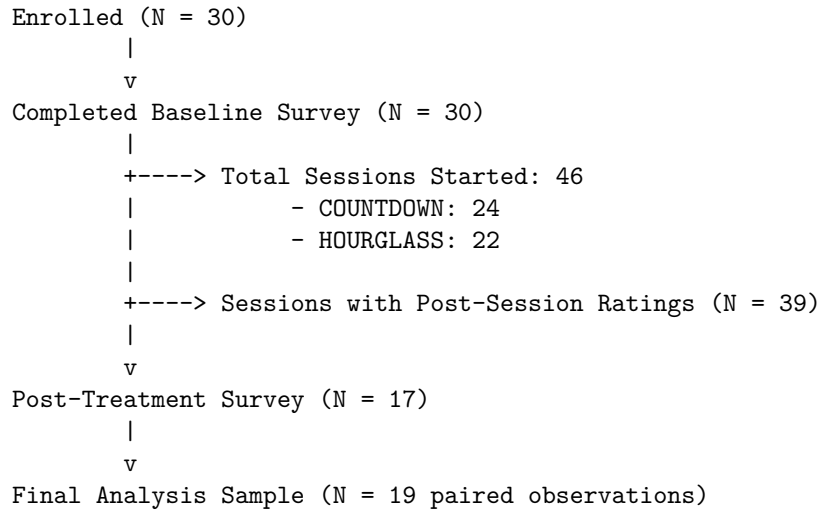 Enrolled (N = 30)
|
v
Completed Baseline Survey (N = 30)
|
+----> Total Sessions Started: 46
| - COUNTDOWN: 24
| - HOURGLASS: 22
|
+----> Sessions with Post-Session Ratings (N = 39)
|
v
Post-Treatment Survey (N = 17)
|
v
Final Analysis Sample (N = 19 paired observations)